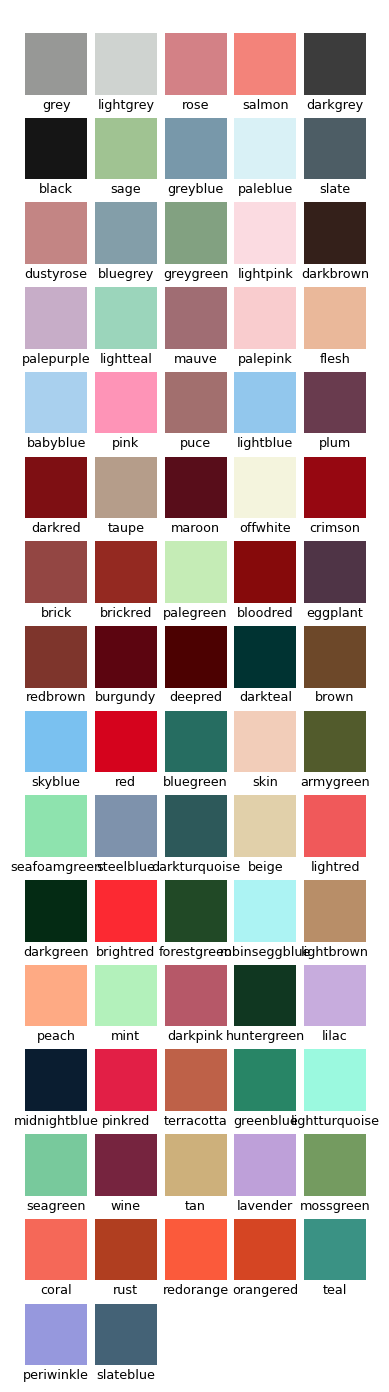 grey lightgrey rose salmon darkgrey
black sage greyblue paleblue slate
dustyrose bluegrey greygreen lightpink darkbrown
palepurple lightteal mauve palepink flesh
babyblue pink puce lightblue plum
darkred taupe maroon offwhite crimson
brick brickred palegreen bloodred eggplant
redbrown burgundy deepred darkteal brown
skyblue red bluegreen skin armygreen
seafoamgreen steelblue darkturquoise beige lightred
darkgreen brightred forestgreen robinseggblue lightbrown
peach mint darkpink huntergreen lilac
midnightblue pinkred terracotta greenblue lightturquoise
seagreen wine tan lavender mossgreen
coral rust redorange orangered teal
periwinkle slateblue